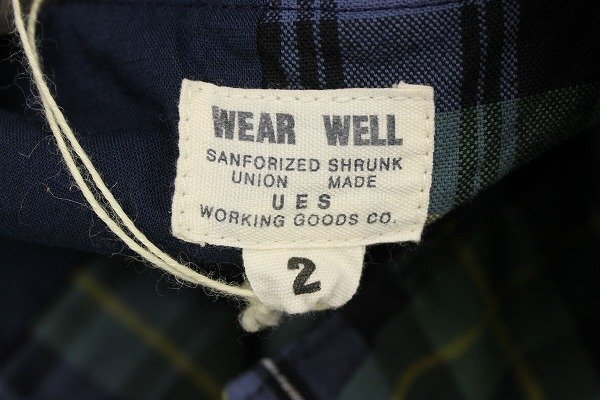 WEAR WELL
SANFORIZED SHRUNK
UNION MADE
UES
WORKING GOODS CO.
2